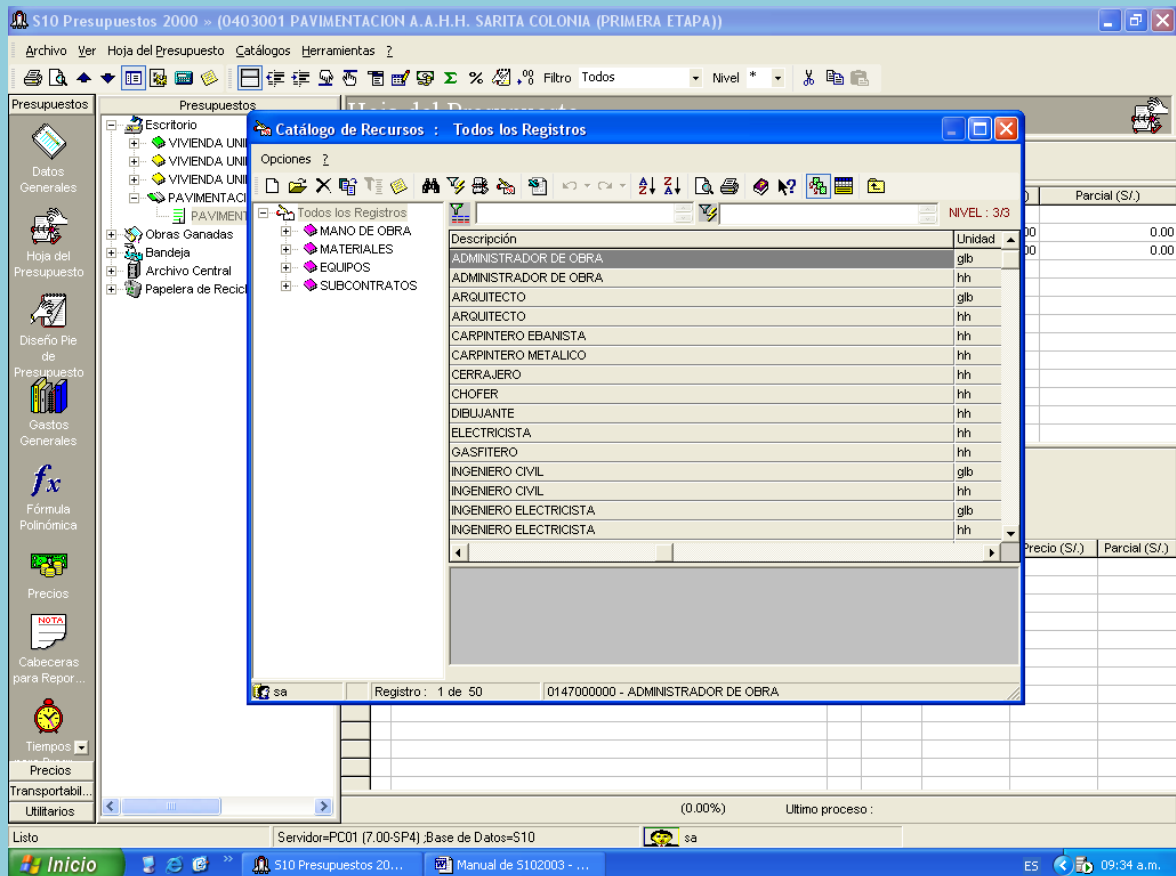 S10 Presupuestos 2000 » (0403001 PAVIMENTACION A.A.H.H. SARITA COLONIA (PRIMERA ETAPA))
Archivo Ver Hoja del Presupuesto Catálogos Herramientas ?
Filtro Todos Nivel *
Presupuestos
Datos Generales
Hoja del Presupuesto
Diseño Pie de Presupuesto
Gastos Generales
Fórmula Polinómica
Precios
NOTA
Cabeceras para Repor...
Tiempos
Precios
Transportabil...
Utilitarios
Presupuestos
Escritorio
VIVIENDA UNI
VIVIENDA UNI
VIVIENDA UNI
PAVIMENTACI
PAVIMENT
Obras Ganadas
Bandeja
Archivo Central
Papelera de Recicl
Hoja del Presupuesto
Catálogo de Recursos : Todos los Registros
Opciones ?
Todos los Registros
MANO DE OBRA
MATERIALES
EQUIPOS
SUBCONTRATOS
NIVEL : 3/3
Descripción Unidad
ADMINISTRADOR DE OBRA glb
ADMINISTRADOR DE OBRA hh
ARQUITECTO glb
ARQUITECTO hh
CARPINTERO EBANISTA hh
CARPINTERO METALICO hh
CERRAJERO hh
CHOFER hh
DIBUJANTE hh
ELECTRICISTA hh
GASFITERO hh
INGENIERO CIVIL glb
INGENIERO CIVIL hh
INGENIERO ELECTRICISTA glb
INGENIERO ELECTRICISTA hh
sa Registro : 1 de 50 0147000000 - ADMINISTRADOR DE OBRA
) Parcial (S/.)
00 0.00
00 0.00
Precio (S/.) Parcial (S/.)
(0.00%) Ultimo proceso :
Listo Servidor=PC01 (7.00-SP4) ;Base de Datos=S10 sa
Inicio S10 Presupuestos 20... Manual de S102003 - ... ES 09:34 a.m.